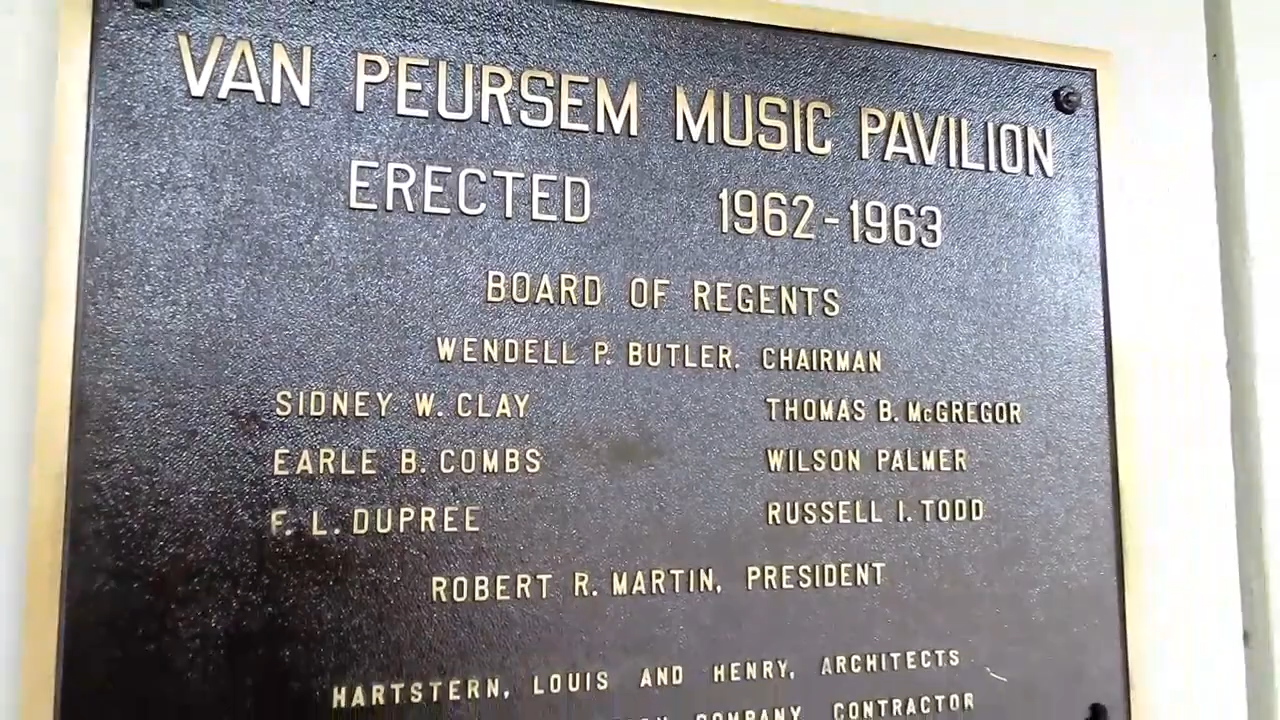 VAN PEURSEM MUSIC PAVILION
ERECTED 1962-1963
BOARD OF REGENTS
WENDELL P. BUTLER. CHAIRMAN
SIDNEY W. CLAY THOMAS B. McGREGOR
EARLE B. COMBS WILSON PALMER
F. L. DUPREE RUSSELL I. TODD
ROBERT R. MARTIN, PRESIDENT
HARTSTERN, LOUIS AND HENRY, ARCHITECTS
COMPANY CONTRACTOR